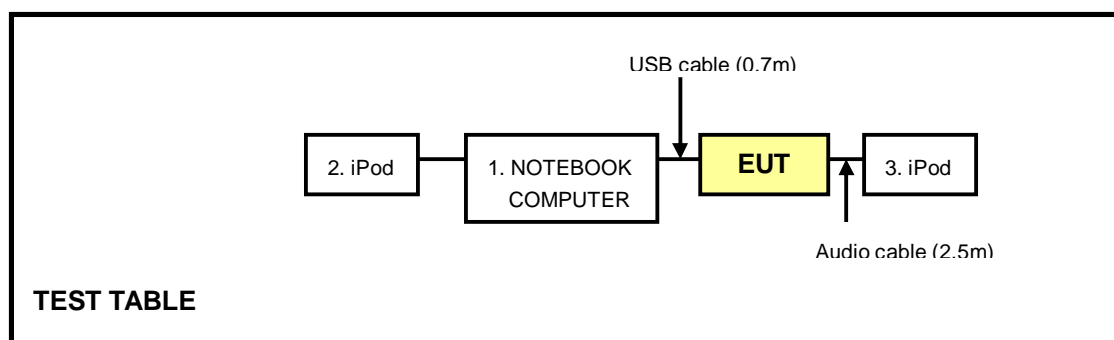 USB cable (0.7m)
2. iPod
1. NOTEBOOK
COMPUTER
EUT
3. iPod
Audio cable (2.5m)
TEST TABLE